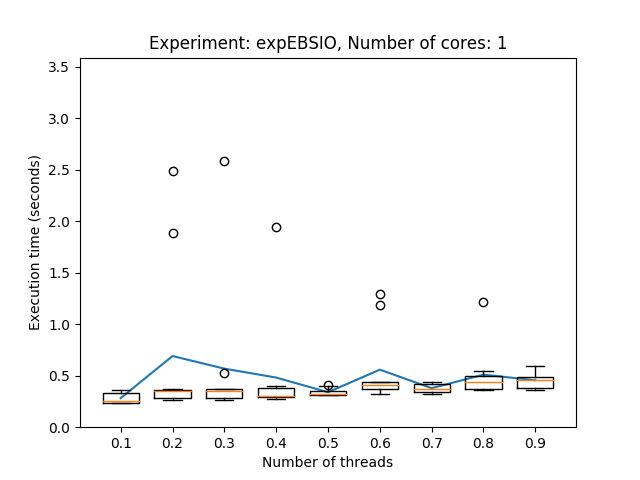 Experiment: expEBSIO, Number of cores: 1
Execution time (seconds)
3.5
3.0
2.5
2.0
1.5
1.0
0.5
0.0
0.1 0.2 0.3 0.4 0.5 0.6 0.7 0.8 0.9
Number of threads